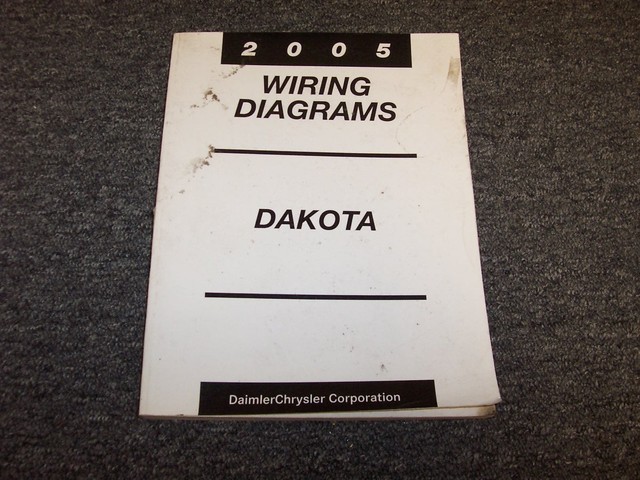 2005
WIRING
DIAGRAMS
DAKOTA
DaimlerChrysler Corporation